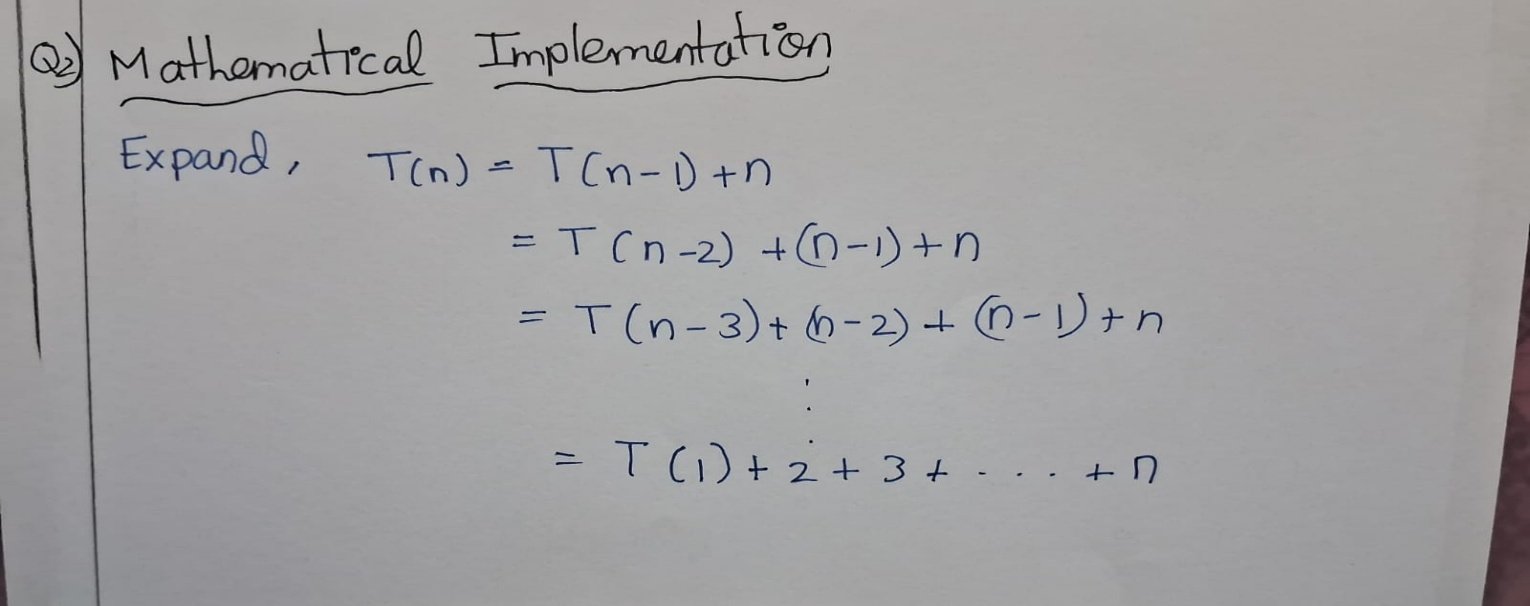 Q2) Mathematical Implementation
Expand, T(n) = T(n-1) +n
= T(n-2) +(n-1)+n
= T(n-3)+(n-2)+(n-1)+n
⋮
= T(1)+2+3+....+n